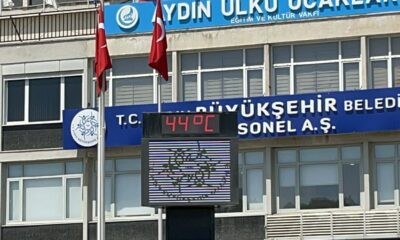 AYDIN ÜLKÜ OCAKLARI
EĞİTİM VE KÜLTÜR VAKFI
T.C. BÜYÜKŞEHİR BELEDİ
SONEL A.Ş.
44°C